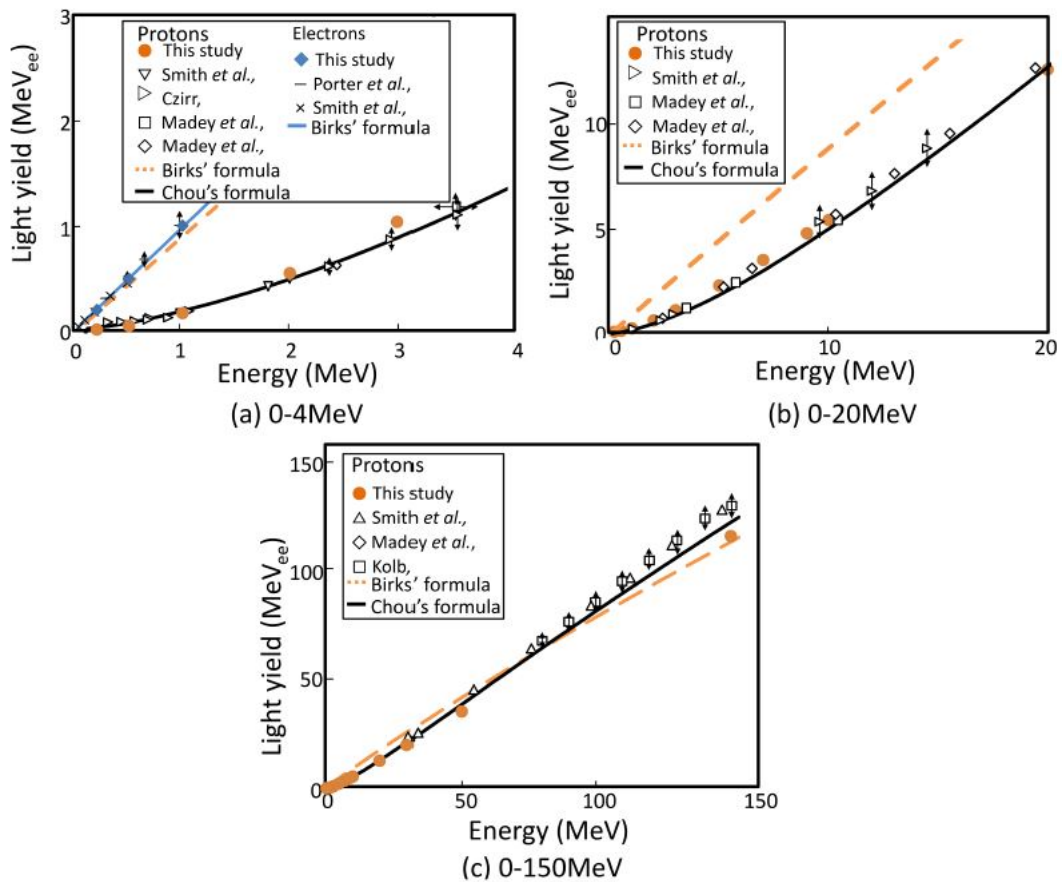 Light yield (MeVee)
3
2
1
0
Protons
This study
Smith et al.,
Czirr,
Madey et al.,
Madey et al.,
Birks' formula
Chou's formula
Electrons
This study
Porter et al.,
Smith et al.,
Birks' formula
0 1 2 3 4
Energy (MeV)
(a) 0-4MeV
Light yield (MeVee)
10
5
0
Protons
This study
Smith et al.,
Madey et al.,
Madey et al.,
Birks' formula
Chou's formula
0 10 20
Energy (MeV)
(b) 0-20MeV
Light yield (MeVee)
150
100
50
0
Protons
This study
Smith et al.,
Madey et al.,
Kolb,
Birks' formula
Chou's formula
0 50 100 150
Energy (MeV)
(c) 0-150MeV